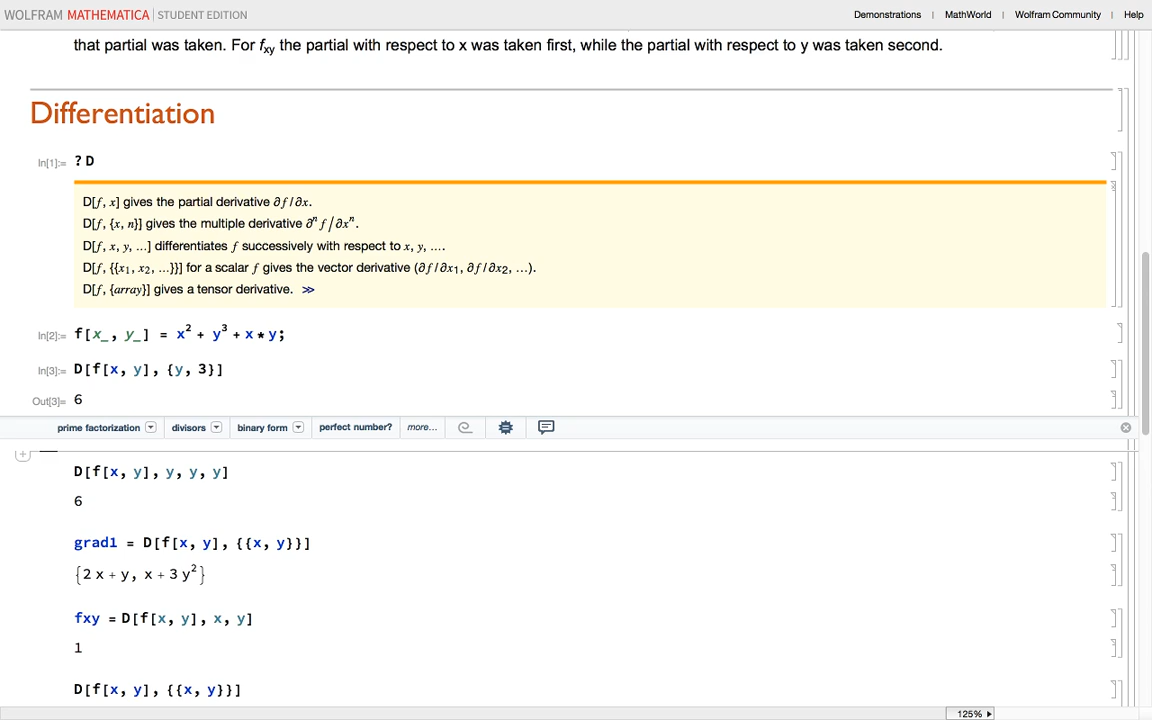 WOLFRAM MATHEMATICA | STUDENT EDITION
Demonstrations | MathWorld | Wolfram Community | Help
that partial was taken. For fxy the partial with respect to x was taken first, while the partial with respect to y was taken second.
Differentiation
In[1]:= ? D
D[f, x] gives the partial derivative ∂f/∂x.
D[f, {x, n}] gives the multiple derivative ∂ⁿf/∂xⁿ.
D[f, x, y, …] differentiates f successively with respect to x, y, ….
D[f, {{x₁, x₂, …}}] for a scalar f gives the vector derivative (∂f/∂x₁, ∂f/∂x₂, …).
D[f, {array}] gives a tensor derivative. ≫
In[2]:= f[x_, y_] = x² + y³ + x * y;
In[3]:= D[f[x, y], {y, 3}]
Out[3]= 6
prime factorization divisors binary form perfect number? more...
D[f[x, y], y, y, y]
6
grad1 = D[f[x, y], {{x, y}}]
{2 x + y, x + 3 y²}
fxy = D[f[x, y], x, y]
1
D[f[x, y], {{x, y}}]
125%